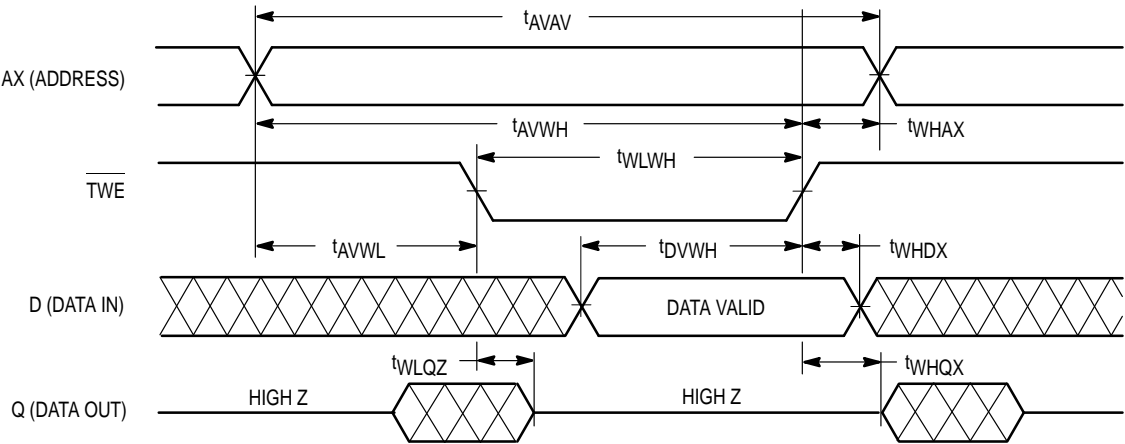 tAVAV
AX (ADDRESS)
tAVWH
tWHAX
tWLWH
TWE
tAVWL
tDVWH
tWHDX
D (DATA IN)
DATA VALID
tWLQZ
tWHQX
Q (DATA OUT)
HIGH Z
HIGH Z